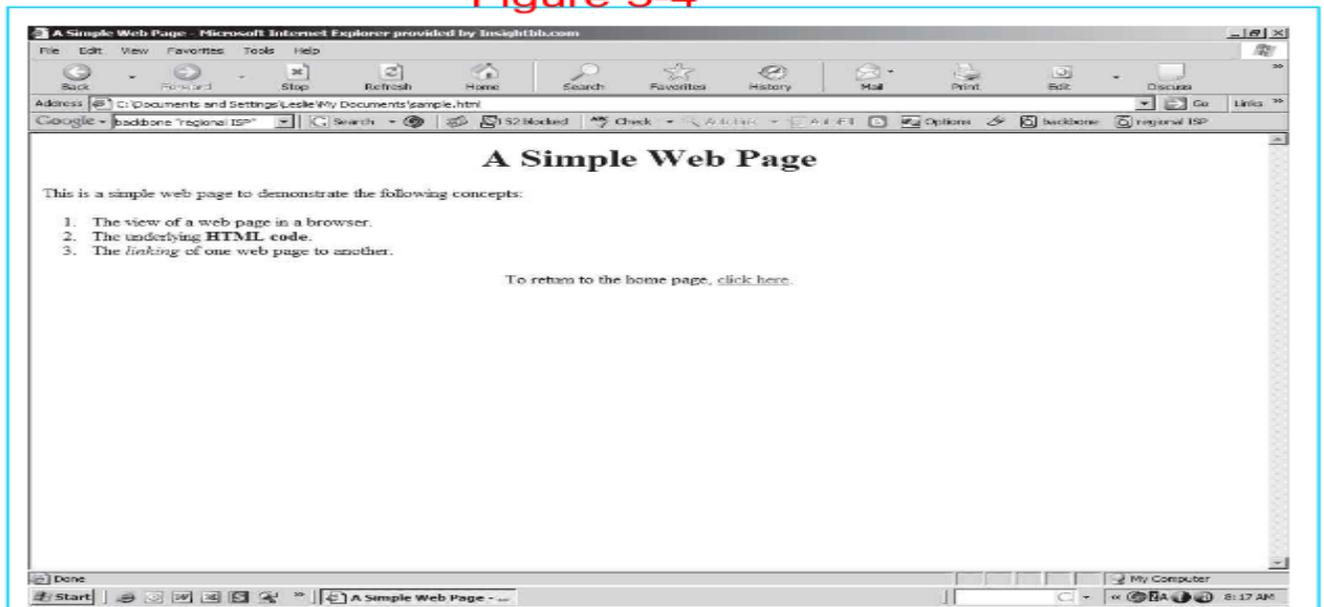 Figure 3-4
A Simple Web Page - Microsoft Internet Explorer provided by Insightbb.com
File Edit View Favorites Tools Help
Back Forward Stop Refresh Home Search Favorites History Mail Print Edit Discuss
Address C:\Documents and Settings\Leslie\My Documents\sample.html Go Links »
Google - backbone "regional ISP" Search 152 blocked Check AutoLink AutoFill Options backbone regional ISP
A Simple Web Page
This is a simple web page to demonstrate the following concepts:
1. The view of a web page in a browser.
2. The underlying HTML code.
3. The linking of one web page to another.
To return to the home page, click here.
Done My Computer
Start » A Simple Web Page - ... « 8:17 AM